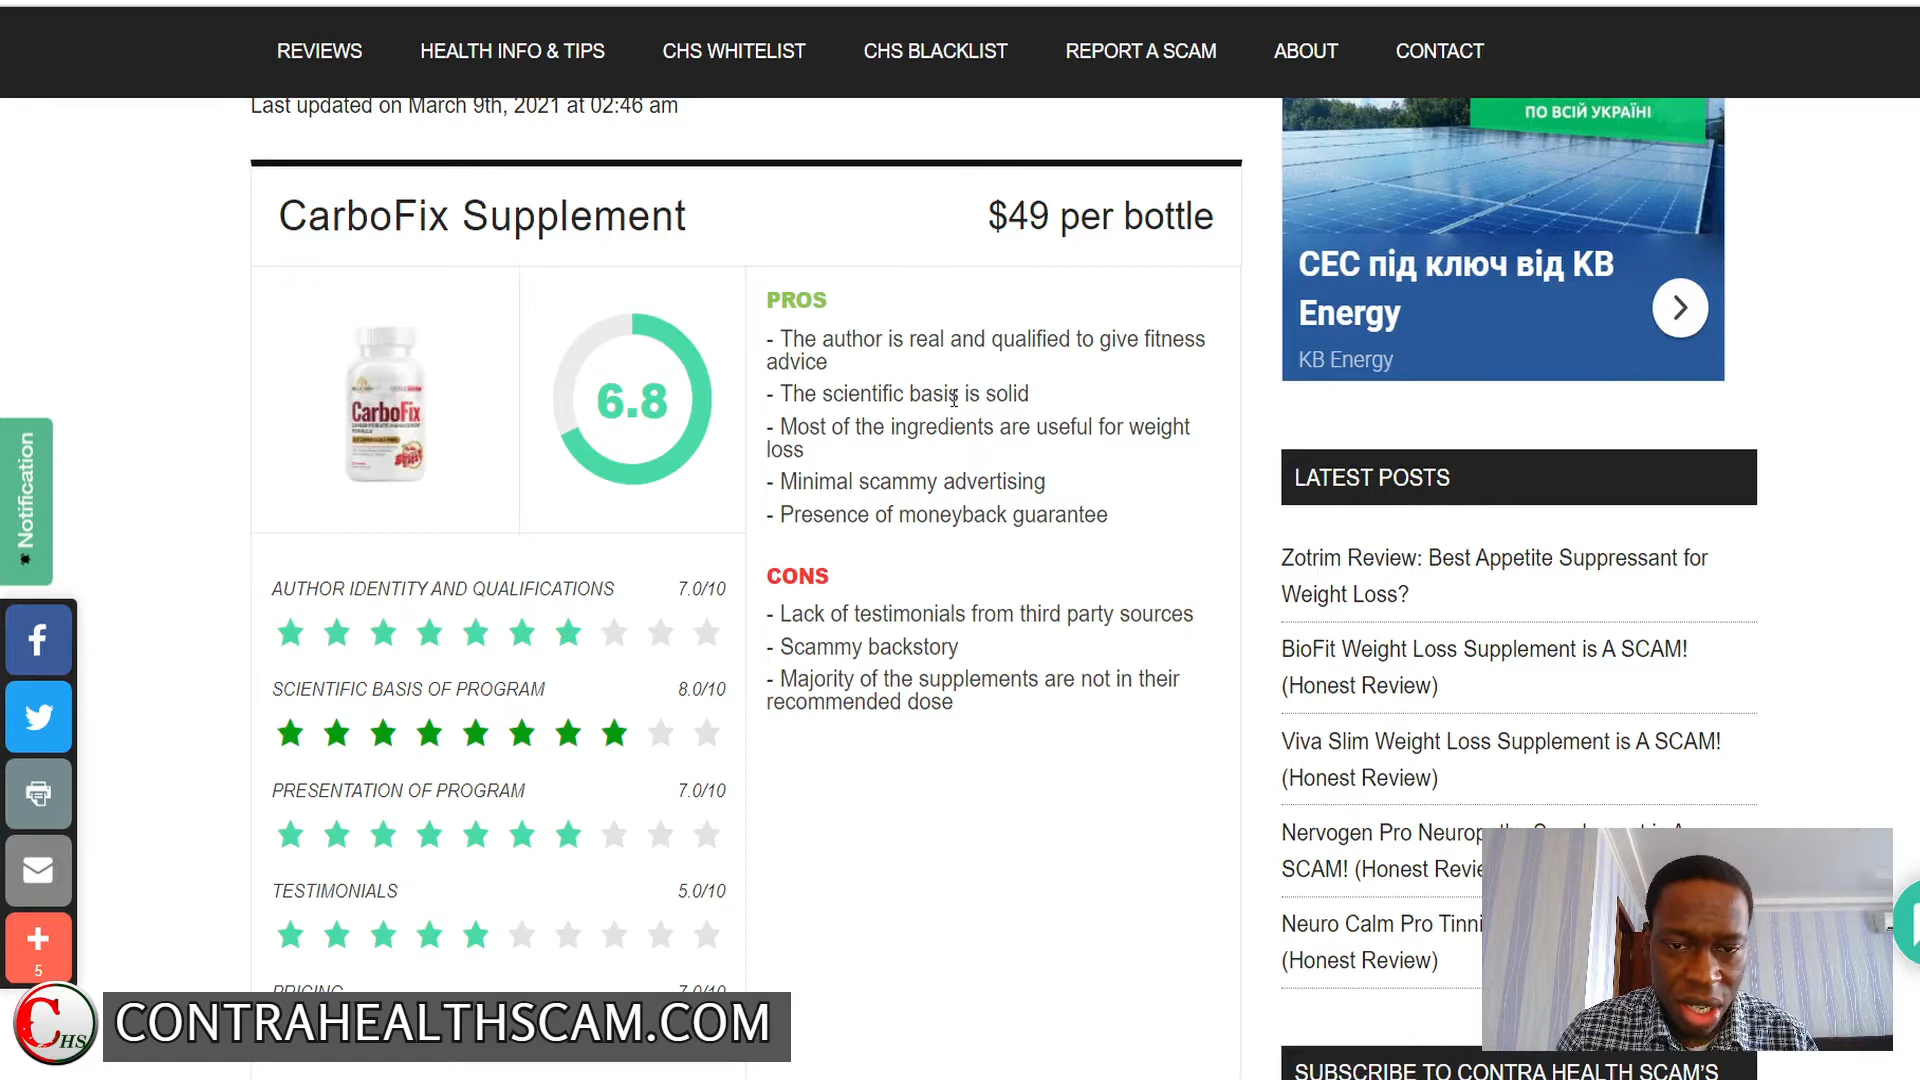 REVIEWS HEALTH INFO & TIPS CHS WHITELIST CHS BLACKLIST REPORT A SCAM ABOUT CONTACT
Last updated on March 9th, 2021 at 02:46 am
CarboFix Supplement $49 per bottle
CarboFix
6.8
PROS
- The author is real and qualified to give fitness
advice
- The scientific basis is solid
- Most of the ingredients are useful for weight
loss
- Minimal scammy advertising
- Presence of moneyback guarantee
CONS
- Lack of testimonials from third party sources
- Scammy backstory
- Majority of the supplements are not in their
recommended dose
AUTHOR IDENTITY AND QUALIFICATIONS 7.0/10
SCIENTIFIC BASIS OF PROGRAM 8.0/10
PRESENTATION OF PROGRAM 7.0/10
TESTIMONIALS 5.0/10
PRICING 7.0/10
ПО ВСІЙ УКРАЇНІ
СЕС під ключ від KB
Energy
KB Energy
LATEST POSTS
Zotrim Review: Best Appetite Suppressant for
Weight Loss?
BioFit Weight Loss Supplement is A SCAM!
(Honest Review)
Viva Slim Weight Loss Supplement is A SCAM!
(Honest Review)
Nervogen Pro
SCAM! (Honest
Neuro Calm Pro
(Honest Review)
SUBSCRIBE TO CONTRA HEALTH SCAM'S
Notification
5
CHS
CONTRAHEALTHSCAM.COM